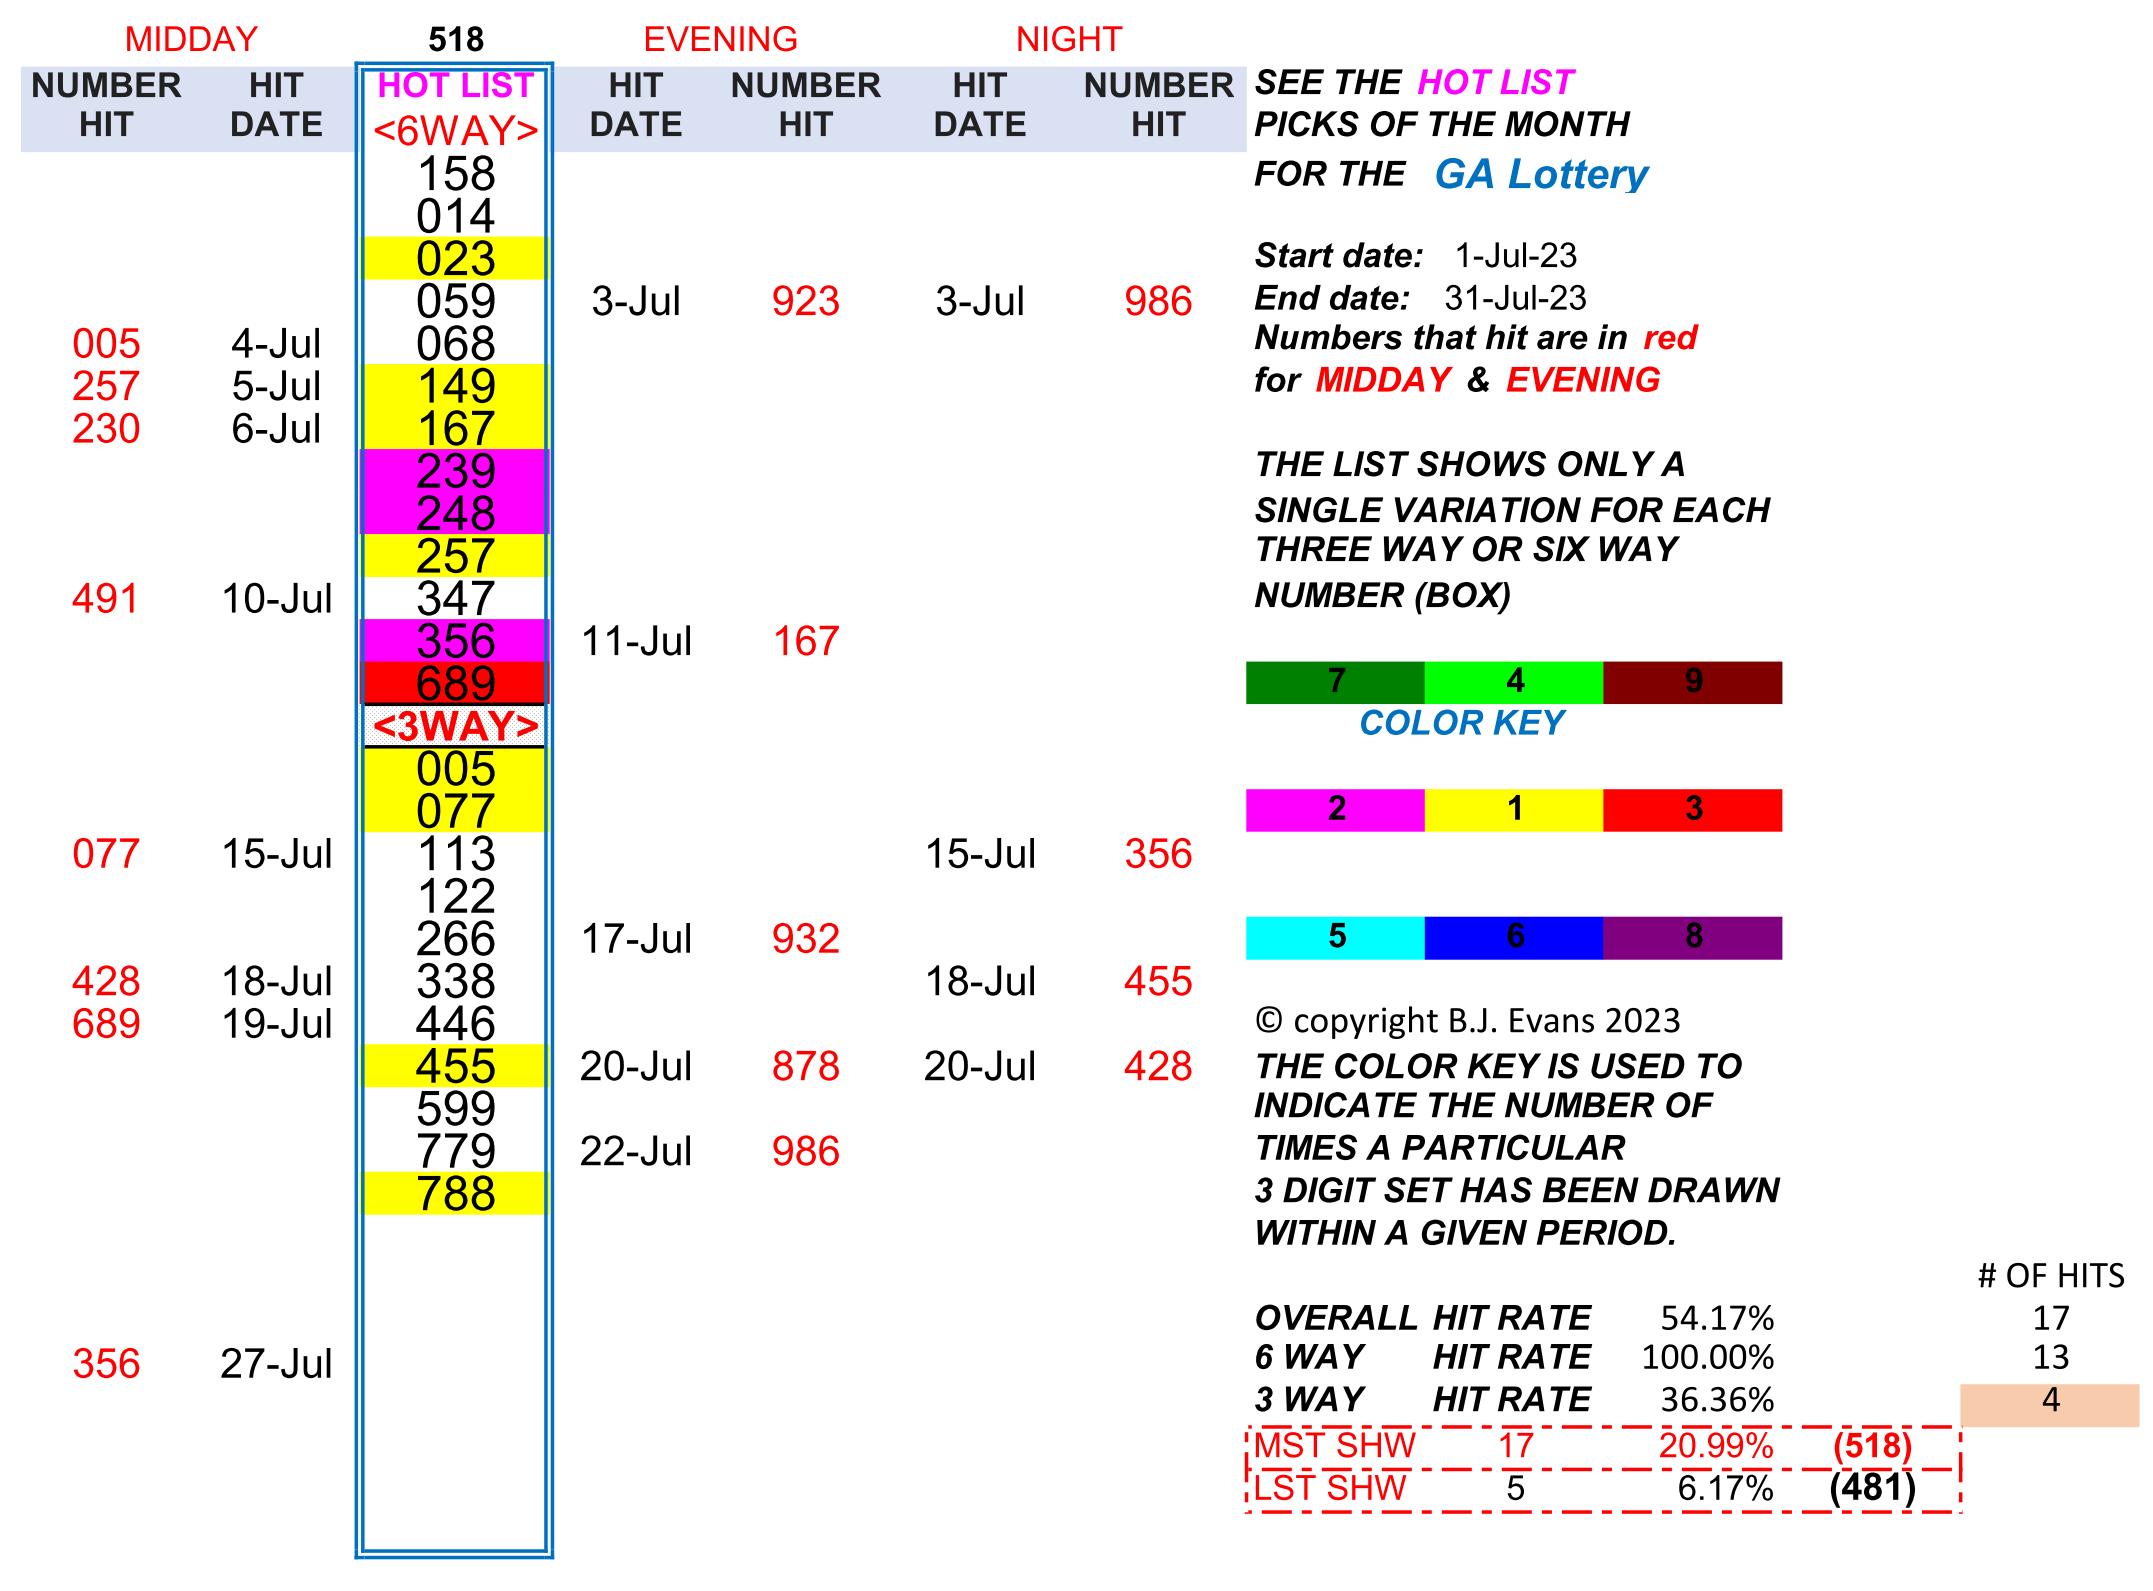 MIDDAY 518 EVENING NIGHT
NUMBER HIT HOT LIST HIT NUMBER HIT NUMBER SEE THE HOT LIST
HIT DATE <6WAY> DATE HIT DATE HIT PICKS OF THE MONTH
158 FOR THE GA Lottery
014
023 Start date: 1-Jul-23
059 3-Jul 923 3-Jul 986 End date: 31-Jul-23
005 4-Jul 068 Numbers that hit are in red
257 5-Jul 149 for MIDDAY & EVENING
230 6-Jul 167
239 THE LIST SHOWS ONLY A
248 SINGLE VARIATION FOR EACH
257 THREE WAY OR SIX WAY
491 10-Jul 347 NUMBER (BOX)
356 11-Jul 167
689 7 4 9
<3WAY> COLOR KEY
005
077 2 1 3
077 15-Jul 113 15-Jul 356
122
266 17-Jul 932 5 6 8
428 18-Jul 338 18-Jul 455
689 19-Jul 446 © copyright B.J. Evans 2023
455 20-Jul 878 20-Jul 428 THE COLOR KEY IS USED TO
599 INDICATE THE NUMBER OF
779 22-Jul 986 TIMES A PARTICULAR
788 3 DIGIT SET HAS BEEN DRAWN
WITHIN A GIVEN PERIOD.
# OF HITS
OVERALL HIT RATE 54.17% 17
356 27-Jul 6 WAY HIT RATE 100.00% 13
3 WAY HIT RATE 36.36% 4
MST SHW 17 20.99% (518)
LST SHW 5 6.17% (481)